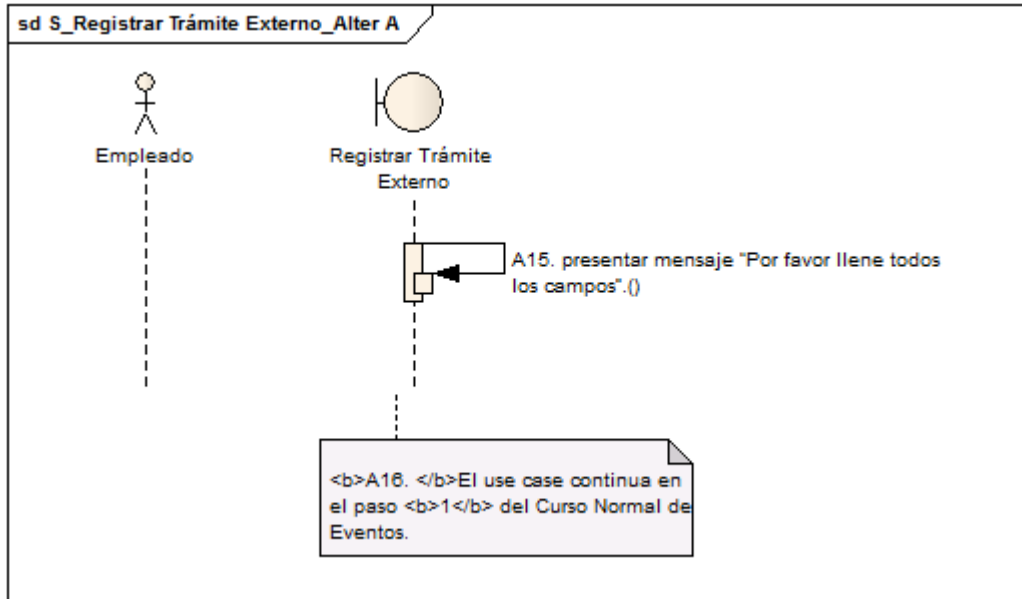 sd S_Registrar Trámite Externo_Alter A
Empleado
Registrar Trámite
Externo
A15. presentar mensaje "Por favor llene todos
los campos".()
<b>A16. </b>El use case continua en
el paso <b>1</b> del Curso Normal de
Eventos.